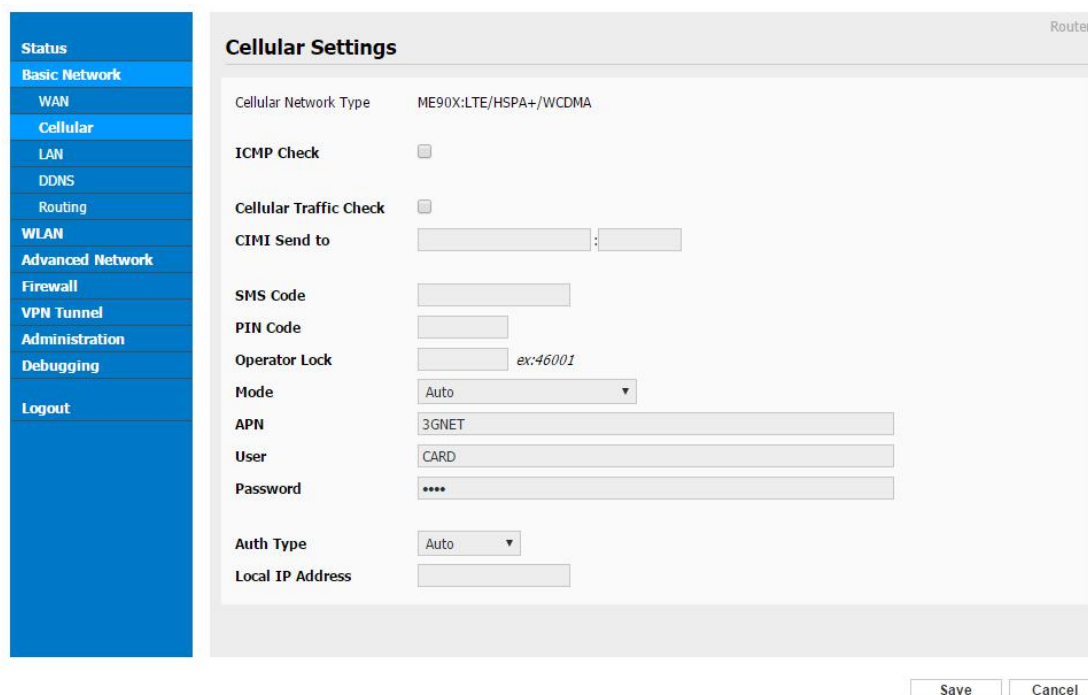 Router
Status
Basic Network
WAN
Cellular
LAN
DDNS
Routing
WLAN
Advanced Network
Firewall
VPN Tunnel
Administration
Debugging
Logout
Cellular Settings
Cellular Network Type ME90X:LTE/HSPA+/WCDMA
ICMP Check
Cellular Traffic Check
CIMI Send to :
SMS Code
PIN Code
Operator Lock ex:46001
Mode Auto
APN 3GNET
User CARD
Password ••••
Auth Type Auto
Local IP Address
Save Cancel